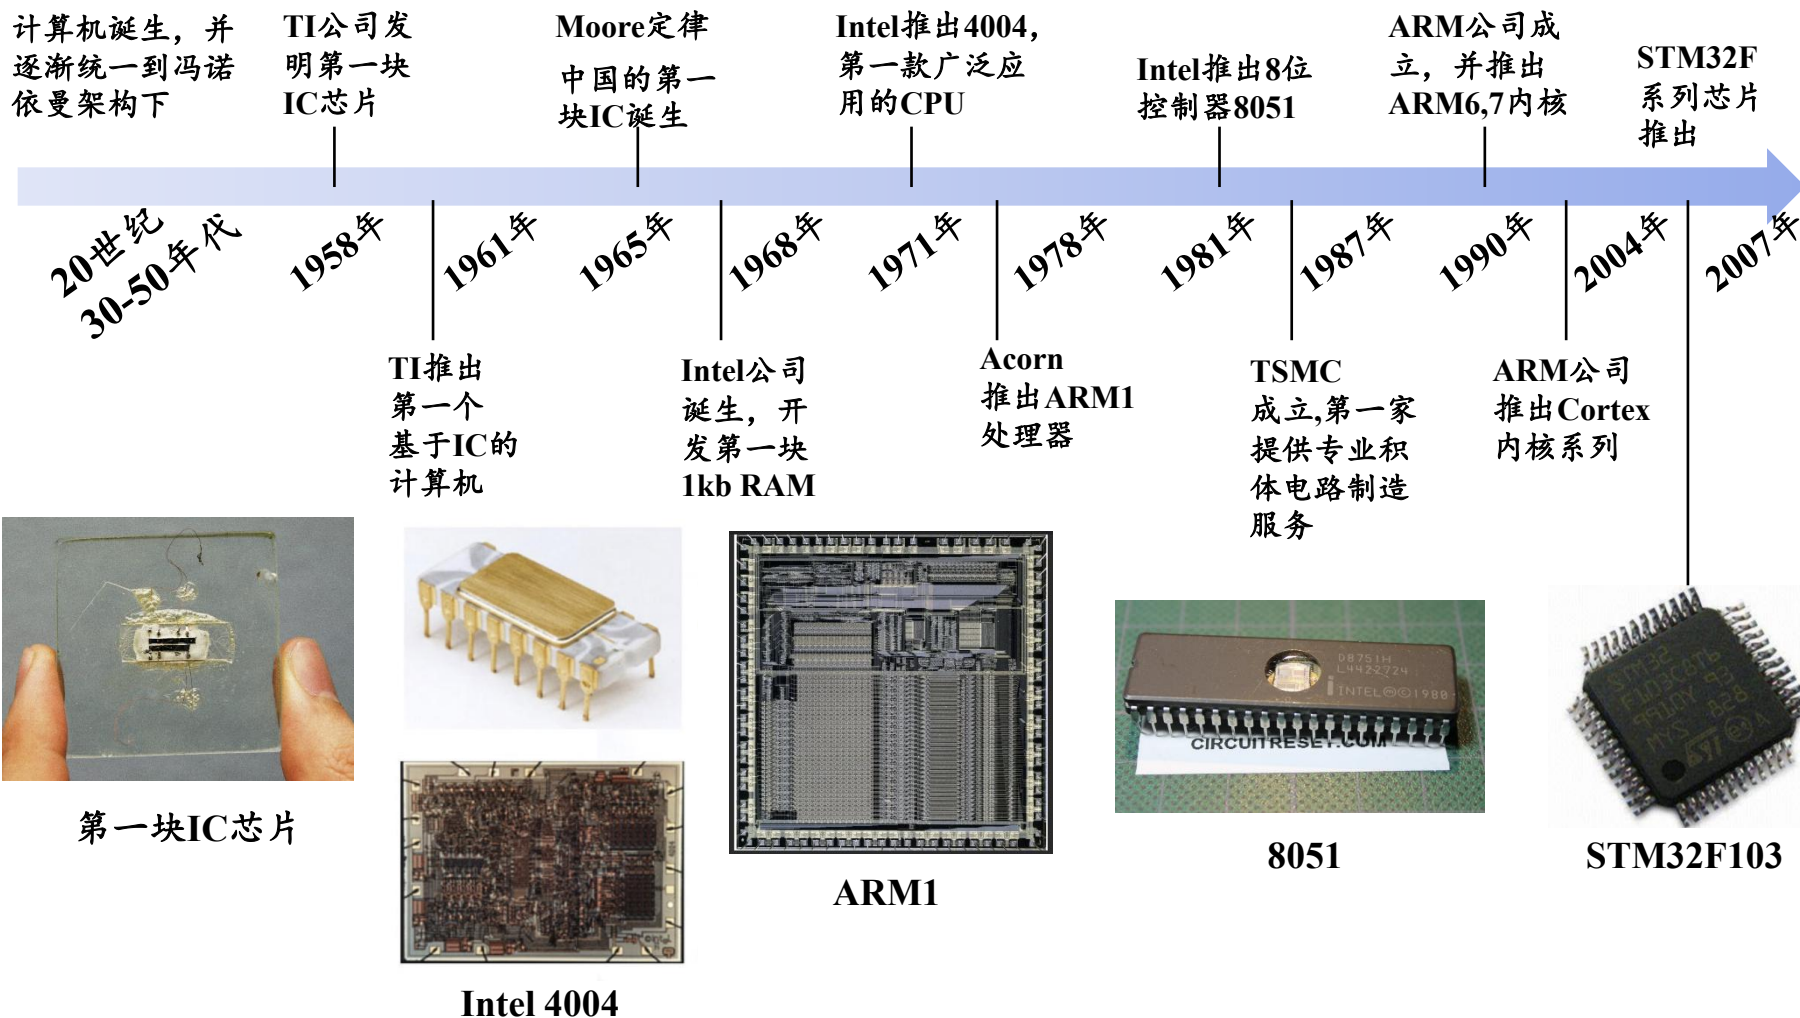 计算机诞生，并
逐渐统一到冯诺
依曼架构下
TI公司发
明第一块
IC芯片
Moore定律
中国的第一
块IC诞生
Intel推出4004，
第一款广泛应
用的CPU
Intel推出8位
控制器8051
ARM公司成
立，并推出
ARM6,7内核
STM32F
系列芯片
推出
20世纪
30-50年代
1958年
1961年
1965年
1968年
1971年
1978年
1981年
1987年
1990年
2004年
2007年
TI推出
第一个
基于IC的
计算机
Intel公司
诞生，开
发第一块
1kb RAM
Acorn
推出ARM1
处理器
TSMC
成立,第一家
提供专业积
体电路制造
服务
ARM公司
推出Cortex
内核系列
D8751H
L4422724
INTEL Ⓜ©1980
CIRCUITRESET.COM
STM32
F103C8T6
991NY 93
MYS 828
ST
第一块IC芯片
Intel 4004
ARM1
8051
STM32F103